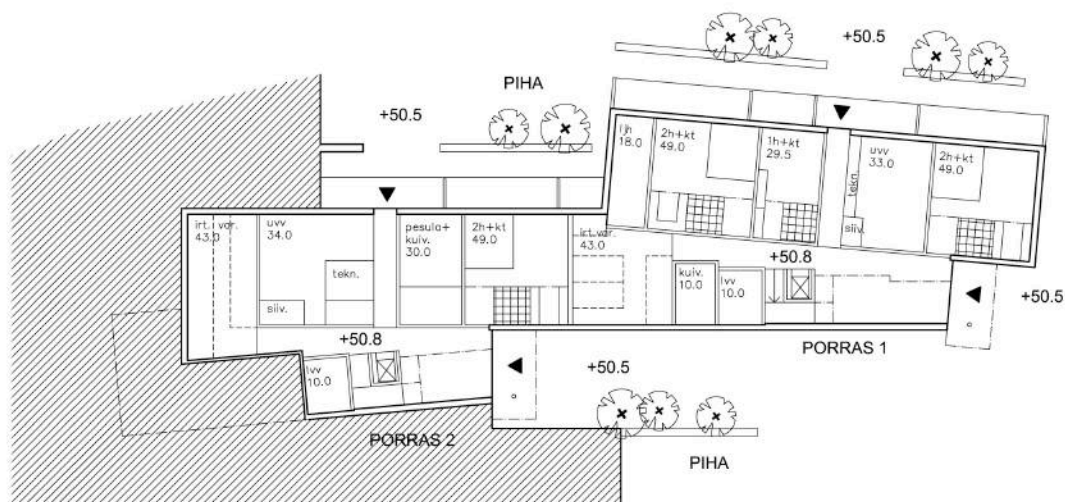 +50.5
PIHA
+50.5
ljh
18.0
2h+kt
49.0
1h+kt
29.5
tekn.
siiv.
uvv
33.0
2h+kt
49.0
irt. var.
43.0
uvv
34.0
tekn.
siiv.
pesula+
kuiv.
30.0
2h+kt
49.0
irt.var.
43.0
kuiv.
10.0
lvv
10.0
+50.8
+50.5
+50.8
PORRAS 1
lvv
10.0
+50.5
PORRAS 2
PIHA